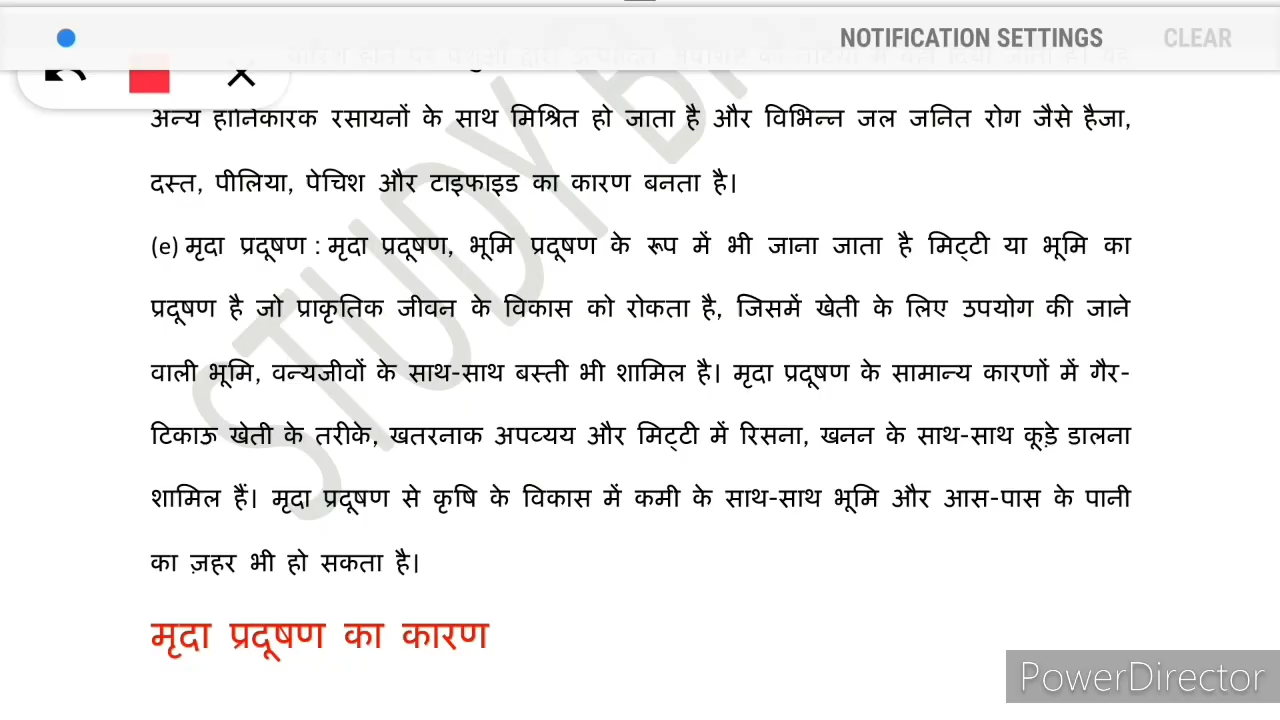 NOTIFICATION SETTINGS CLEAR
अन्य हानिकारक रसायनों के साथ मिश्रित हो जाता है और विभिन्न जल जनित रोग जैसे हैजा,
दस्त, पीलिया, पेचिश और टाइफाइड का कारण बनता है।
(e) मृदा प्रदूषण : मृदा प्रदूषण, भूमि प्रदूषण के रूप में भी जाना जाता है मिट्टी या भूमि का
प्रदूषण है जो प्राकृतिक जीवन के विकास को रोकता है, जिसमें खेती के लिए उपयोग की जाने
वाली भूमि, वन्यजीवों के साथ-साथ बस्ती भी शामिल है। मृदा प्रदूषण के सामान्य कारणों में गैर-
टिकाऊ खेती के तरीके, खतरनाक अपव्यय और मिट्टी में रिसना, खनन के साथ-साथ कूड़े डालना
शामिल हैं। मृदा प्रदूषण से कृषि के विकास में कमी के साथ-साथ भूमि और आस-पास के पानी
का ज़हर भी हो सकता है।
मृदा प्रदूषण का कारण
STUDY
PowerDirector